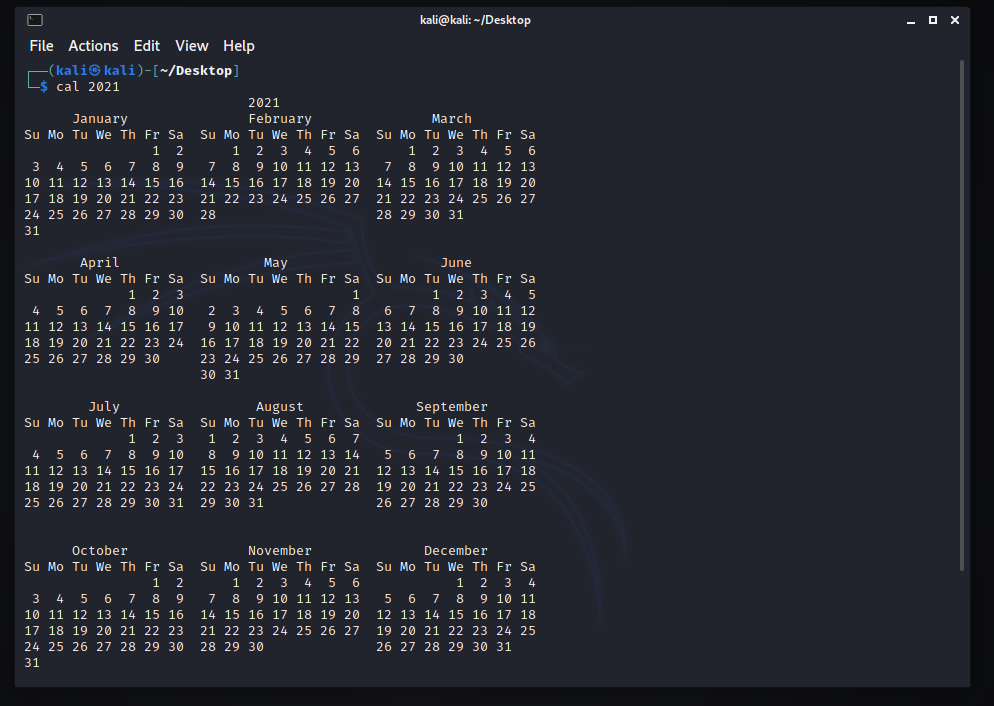 kali@kali: ~/Desktop
File Actions Edit View Help
┌──(kali㉿kali)-[~/Desktop]
└─$ cal 2021
                            2021
      January               February               March
Su Mo Tu We Th Fr Sa  Su Mo Tu We Th Fr Sa  Su Mo Tu We Th Fr Sa
                1  2      1  2  3  4  5  6      1  2  3  4  5  6
 3  4  5  6  7  8  9   7  8  9 10 11 12 13   7  8  9 10 11 12 13
10 11 12 13 14 15 16  14 15 16 17 18 19 20  14 15 16 17 18 19 20
17 18 19 20 21 22 23  21 22 23 24 25 26 27  21 22 23 24 25 26 27
24 25 26 27 28 29 30  28                    28 29 30 31
31
       April                  May                   June
Su Mo Tu We Th Fr Sa  Su Mo Tu We Th Fr Sa  Su Mo Tu We Th Fr Sa
             1  2  3                     1         1  2  3  4  5
 4  5  6  7  8  9 10   2  3  4  5  6  7  8   6  7  8  9 10 11 12
11 12 13 14 15 16 17   9 10 11 12 13 14 15  13 14 15 16 17 18 19
18 19 20 21 22 23 24  16 17 18 19 20 21 22  20 21 22 23 24 25 26
25 26 27 28 29 30     23 24 25 26 27 28 29  27 28 29 30
                      30 31
        July                 August              September
Su Mo Tu We Th Fr Sa  Su Mo Tu We Th Fr Sa  Su Mo Tu We Th Fr Sa
             1  2  3   1  2  3  4  5  6  7            1  2  3  4
 4  5  6  7  8  9 10   8  9 10 11 12 13 14   5  6  7  8  9 10 11
11 12 13 14 15 16 17  15 16 17 18 19 20 21  12 13 14 15 16 17 18
18 19 20 21 22 23 24  22 23 24 25 26 27 28  19 20 21 22 23 24 25
25 26 27 28 29 30 31  29 30 31              26 27 28 29 30
      October               November              December
Su Mo Tu We Th Fr Sa  Su Mo Tu We Th Fr Sa  Su Mo Tu We Th Fr Sa
                1  2      1  2  3  4  5  6            1  2  3  4
 3  4  5  6  7  8  9   7  8  9 10 11 12 13   5  6  7  8  9 10 11
10 11 12 13 14 15 16  14 15 16 17 18 19 20  12 13 14 15 16 17 18
17 18 19 20 21 22 23  21 22 23 24 25 26 27  19 20 21 22 23 24 25
24 25 26 27 28 29 30  28 29 30              26 27 28 29 30 31
31